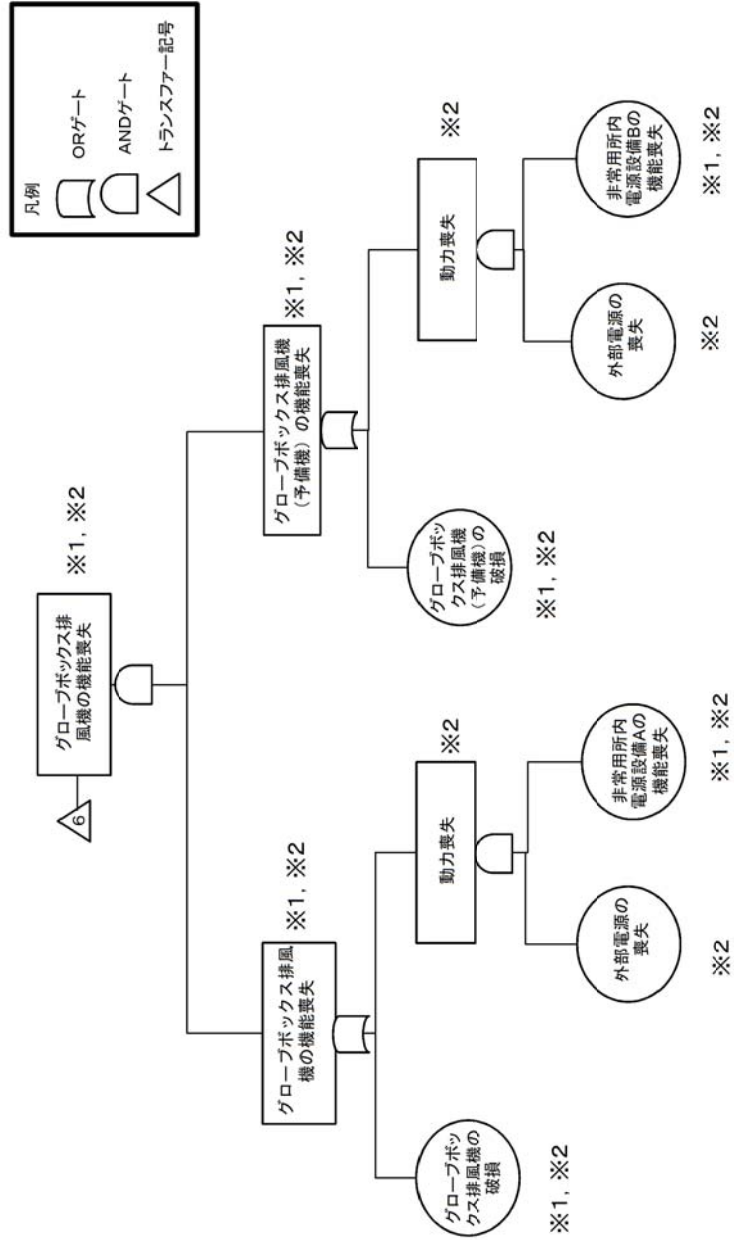 凡例
ORゲート
ANDゲート
トランスファー記号
6
グローブボックス排
風機の機能喪失
※1, ※2
グローブボックス排風
機の機能喪失
※1, ※2
グローブボックス排風機
(予備機)の機能喪失
※1, ※2
グローブボッ
クス排風機の
破損
※1, ※2
動力喪失
※2
外部電源の
喪失
※2
非常用所内
電源設備Aの
機能喪失
※1, ※2
グローブボッ
クス排風機
(予備機)の
破損
※1, ※2
動力喪失
※2
外部電源の
喪失
※2
非常用所内
電源設備Bの
機能喪失
※1, ※2